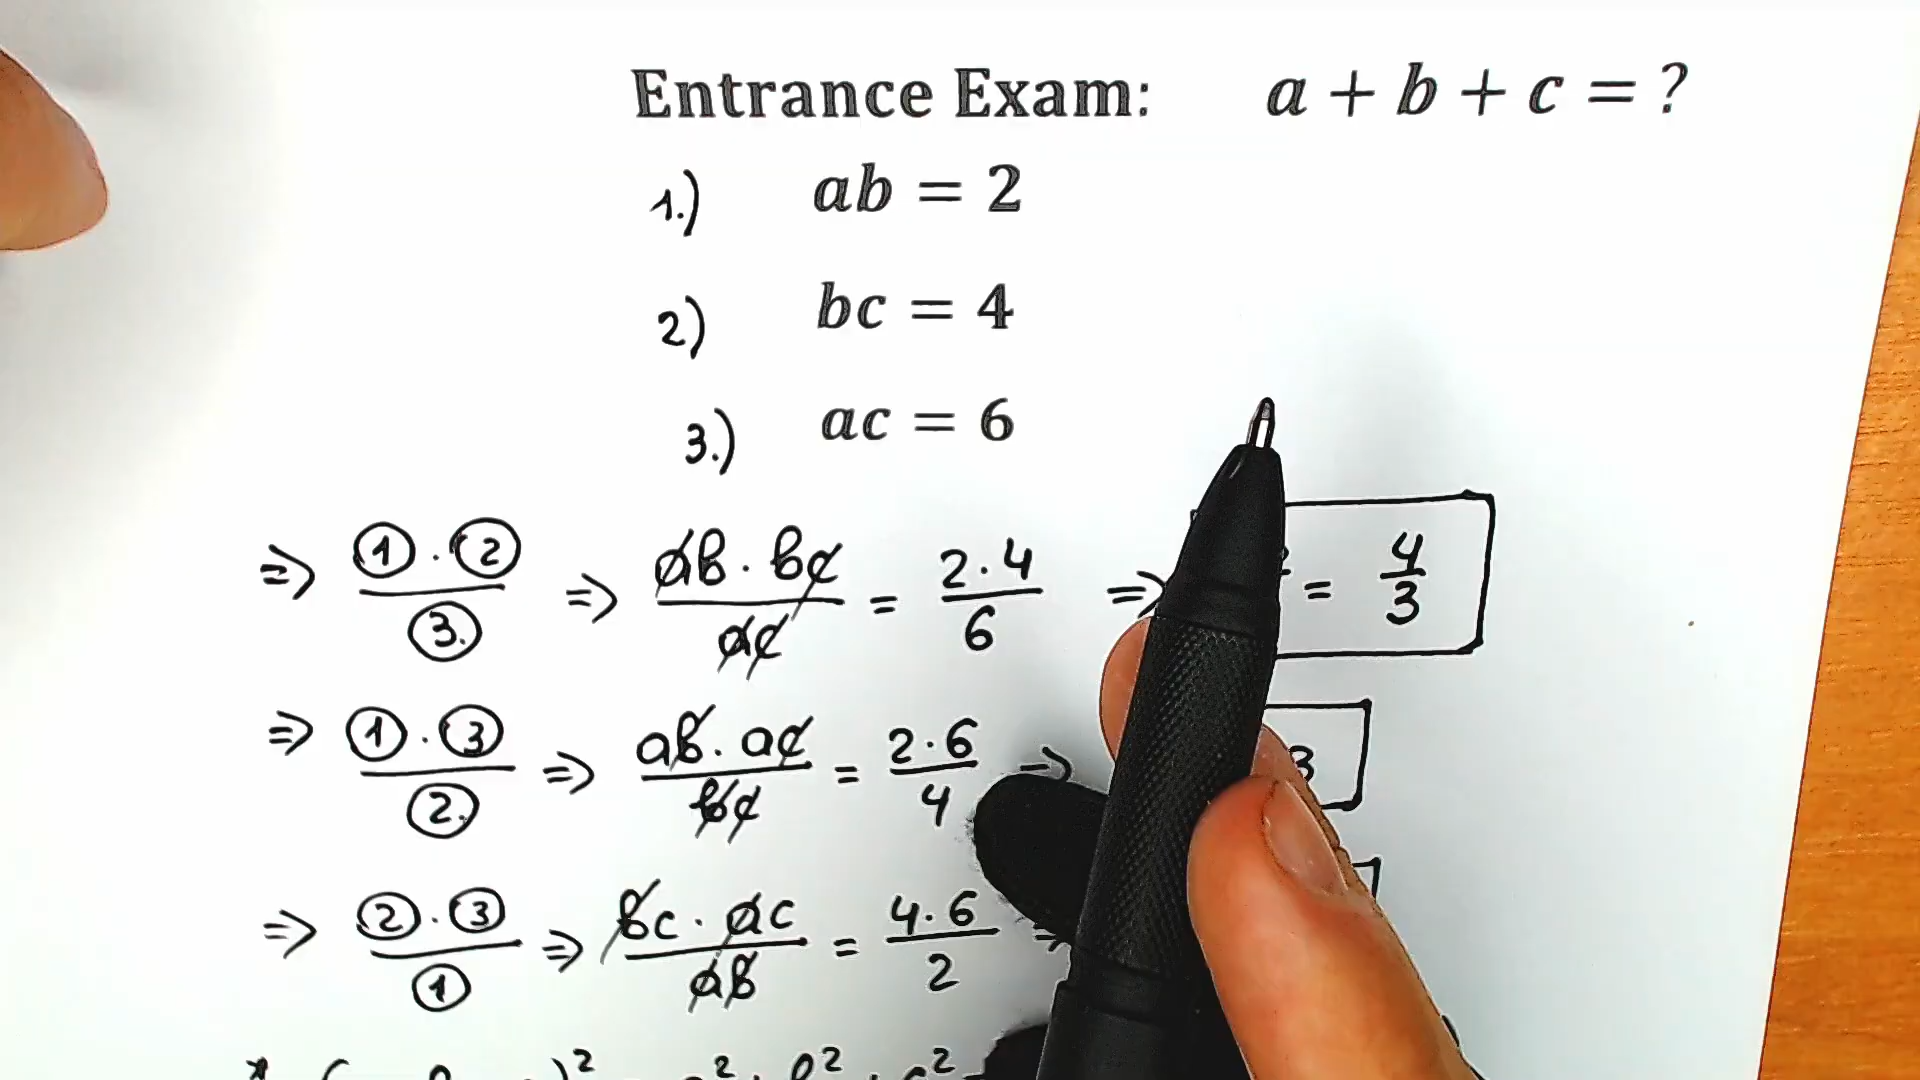 Entrance Exam: a + b + c = ?
1.) ab = 2
2) bc = 4
3.) ac = 6
=> (1 · 2) / 3. => (ab · bc) / (ac) = (2 · 4) / 6 => = 4/3
=> (1 · 3) / 2. => (ab · ac) / (bc) = (2 · 6) / 4 => 3
=> (2 · 3) / 1 => (bc · ac) / (ab) = (4 · 6) / 2 =>